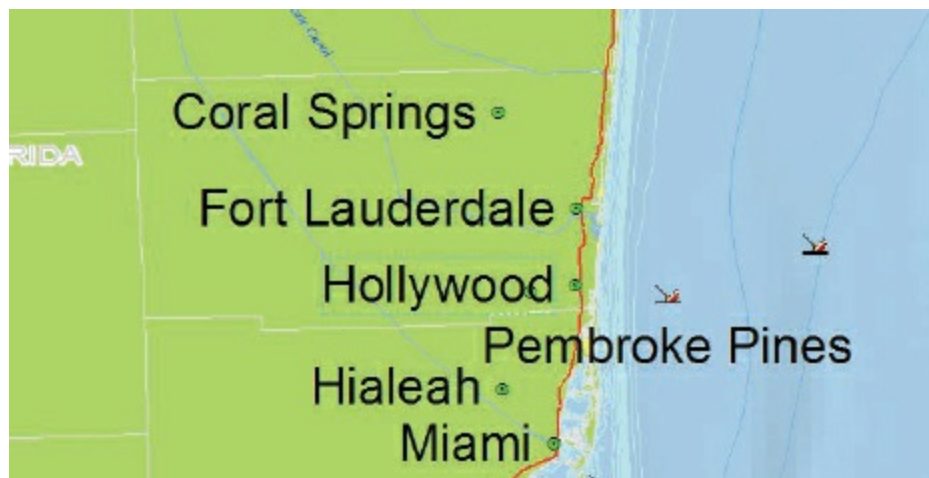 Coral Springs
RIDA
Fort Lauderdale
Hollywood
Pembroke Pines
Hialeah
Miami